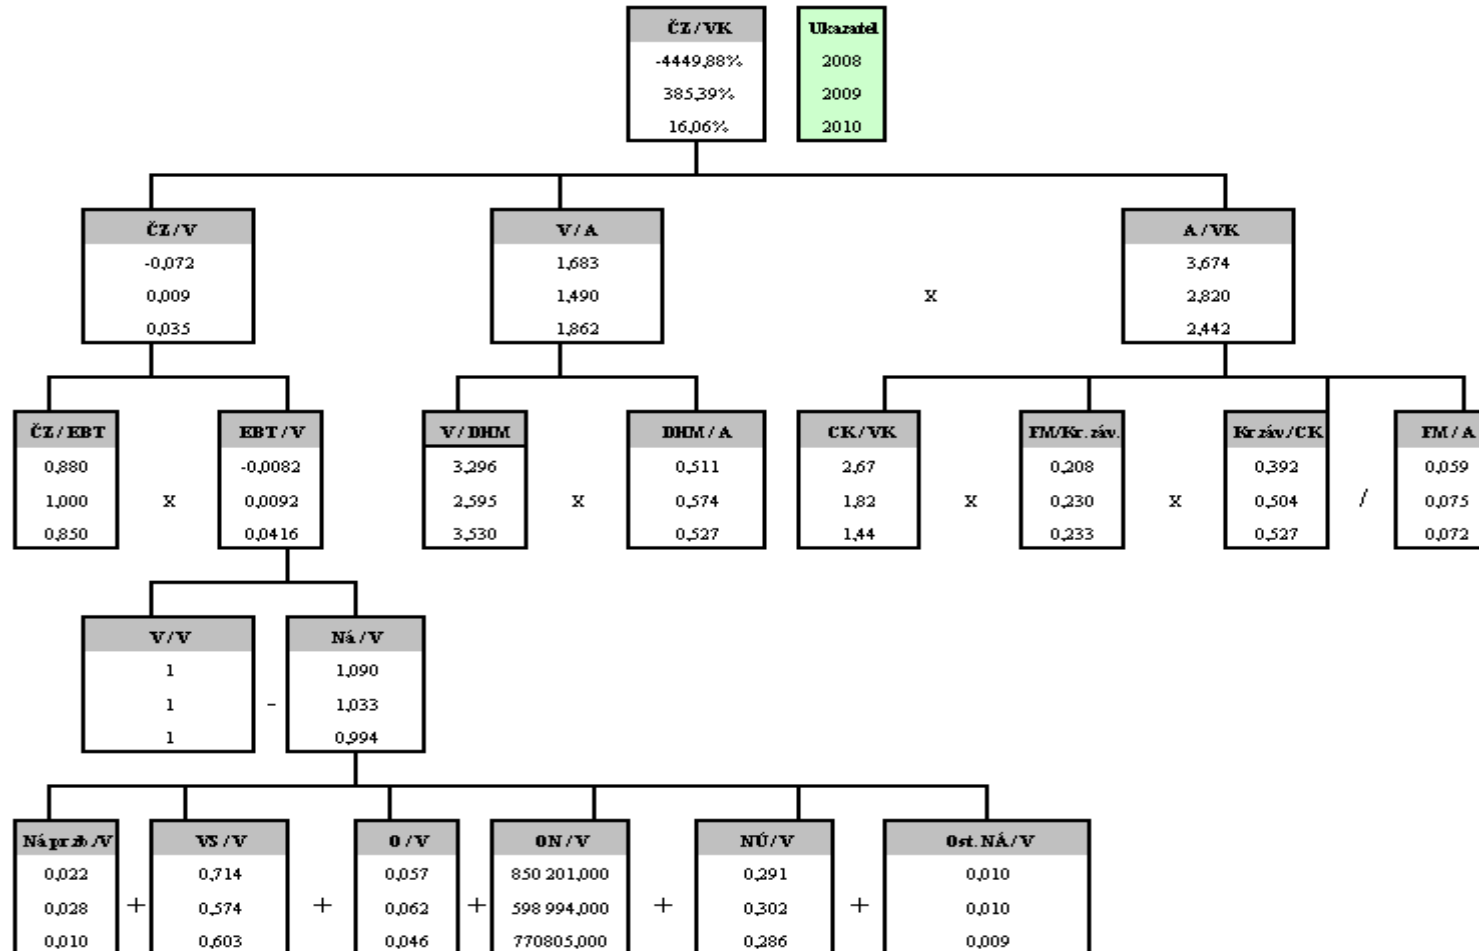 ČZ / VK
-4449,88%
385,39%
16,06%
Ukazatel
2008
2009
2010
ČZ / V
-0,072
0,009
0,035
V / A
1,683
1,490
1,862
x
A / VK
3,674
2,820
2,442
ČZ / EBT
0,880
1,000
0,850
x
EBT / V
-0,0082
0,0092
0,0416
V / DHM
3,296
2,595
3,530
x
DHM / A
0,511
0,574
0,527
CK / VK
2,67
1,82
1,44
x
FM/Kr. záv.
0,208
0,230
0,233
x
Kr.záv./CK
0,392
0,504
0,527
/
FM / A
0,059
0,075
0,072
V / V
1
1
1
-
Ná / V
1,090
1,033
0,994
Ná pr.zb /V
0,022
0,028
0,010
+
VS / V
0,714
0,574
0,603
+
O / V
0,057
0,062
0,046
+
ON / V
850 201,000
598 994,000
770805,000
+
NÚ / V
0,291
0,302
0,286
+
Ost. NÁ / V
0,010
0,010
0,009